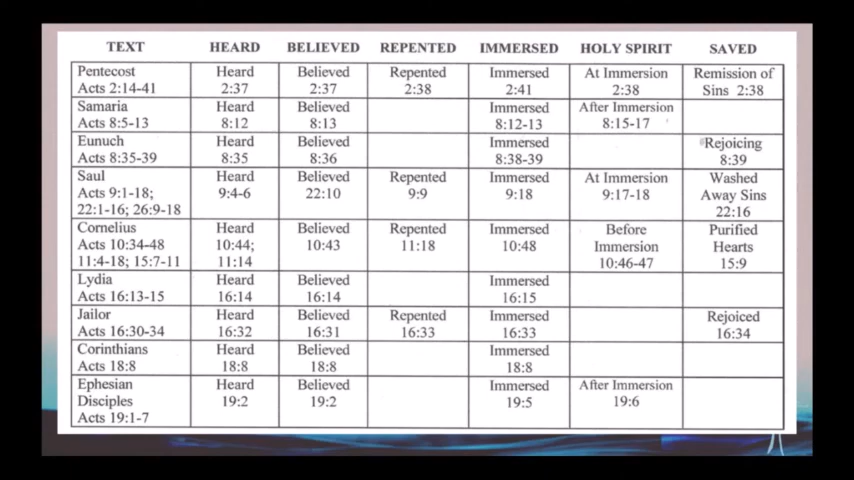 TEXT HEARD BELIEVED REPENTED IMMERSED HOLY SPIRIT SAVED
Pentecost Heard Believed Repented Immersed At Immersion Remission of
Acts 2:14-41 2:37 2:37 2:38 2:41 2:38 Sins 2:38
Samaria Heard Believed Immersed After Immersion
Acts 8:5-13 8:12 8:13 8:12-13 8:15-17
Eunuch Heard Believed Immersed Rejoicing
Acts 8:35-39 8:35 8:36 8:38-39 8:39
Saul Heard Believed Repented Immersed At Immersion Washed
Acts 9:1-18; 9:4-6 22:10 9:9 9:18 9:17-18 Away Sins
22:1-16; 26:9-18 22:16
Cornelius Heard Believed Repented Immersed Before Purified
Acts 10:34-48 10:44; 10:43 11:18 10:48 Immersion Hearts
11:4-18; 15:7-11 11:14 10:46-47 15:9
Lydia Heard Believed Immersed
Acts 16:13-15 16:14 16:14 16:15
Jailor Heard Believed Repented Immersed Rejoiced
Acts 16:30-34 16:32 16:31 16:33 16:33 16:34
Corinthians Heard Believed Immersed
Acts 18:8 18:8 18:8 18:8
Ephesian Heard Believed Immersed After Immersion
Disciples 19:2 19:2 19:5 19:6
Acts 19:1-7